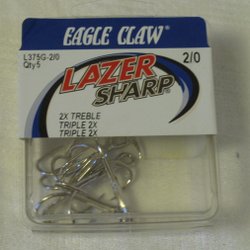 EAGLE CLAW
L375G-2/0
Qty 5
2/0
LAZER
SHARP
2X TREBLE
TRIPLE 2X
TRIPLE 2X